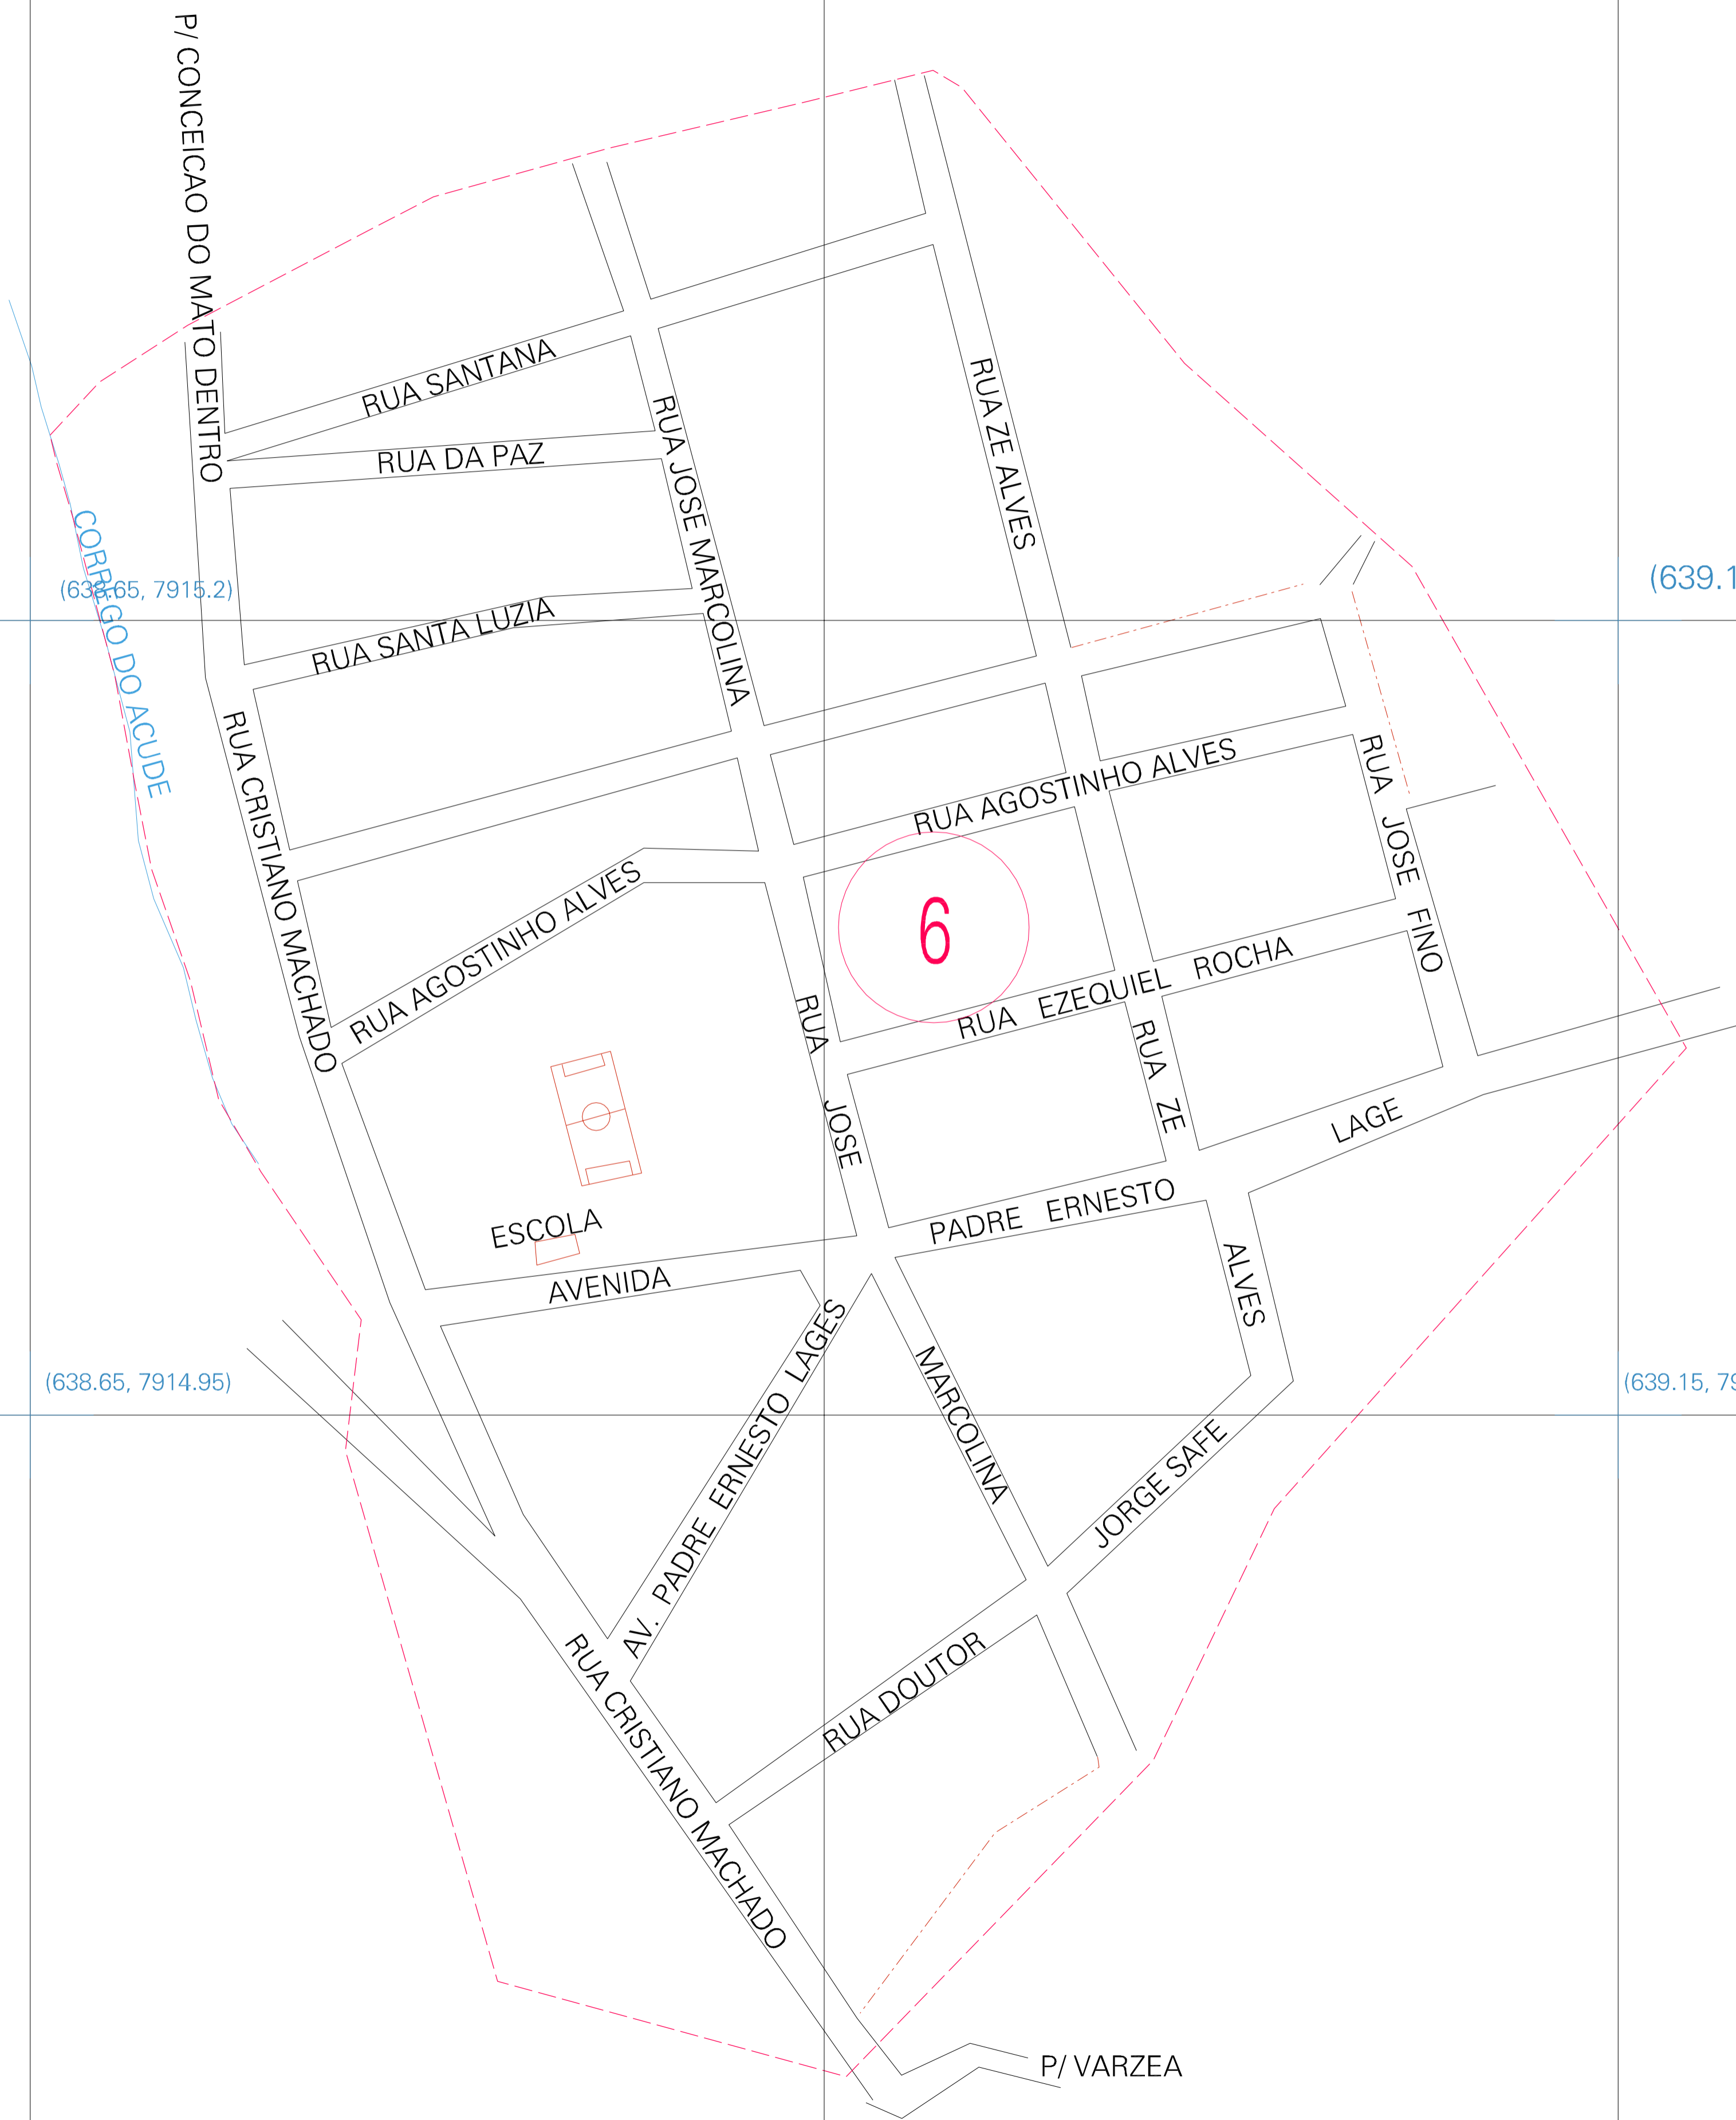 P/ CONCEICAO DO MATO DENTRO
RUA SANTANA
RUA DA PAZ
RUA JOSE MARCOLINA
RUA ZE ALVES
CORREGO DO ACUDE
(638.65, 7915.2)
(639.1
RUA SANTA LUZIA
RUA CRISTIANO MACHADO
RUA AGOSTINHO ALVES
RUA JOSE FINO
RUA AGOSTINHO ALVES
6
RUA EZEQUIEL ROCHA
RUA JOSE MARCOLINA
RUA ZE ALVES
ESCOLA
AVENIDA PADRE ERNESTO LAGE
(638.65, 7914.95)
(639.15, 79
AV. PADRE ERNESTO LAGES
RUA DOUTOR JORGE SAFE
RUA CRISTIANO MACHADO
P/ VARZEA